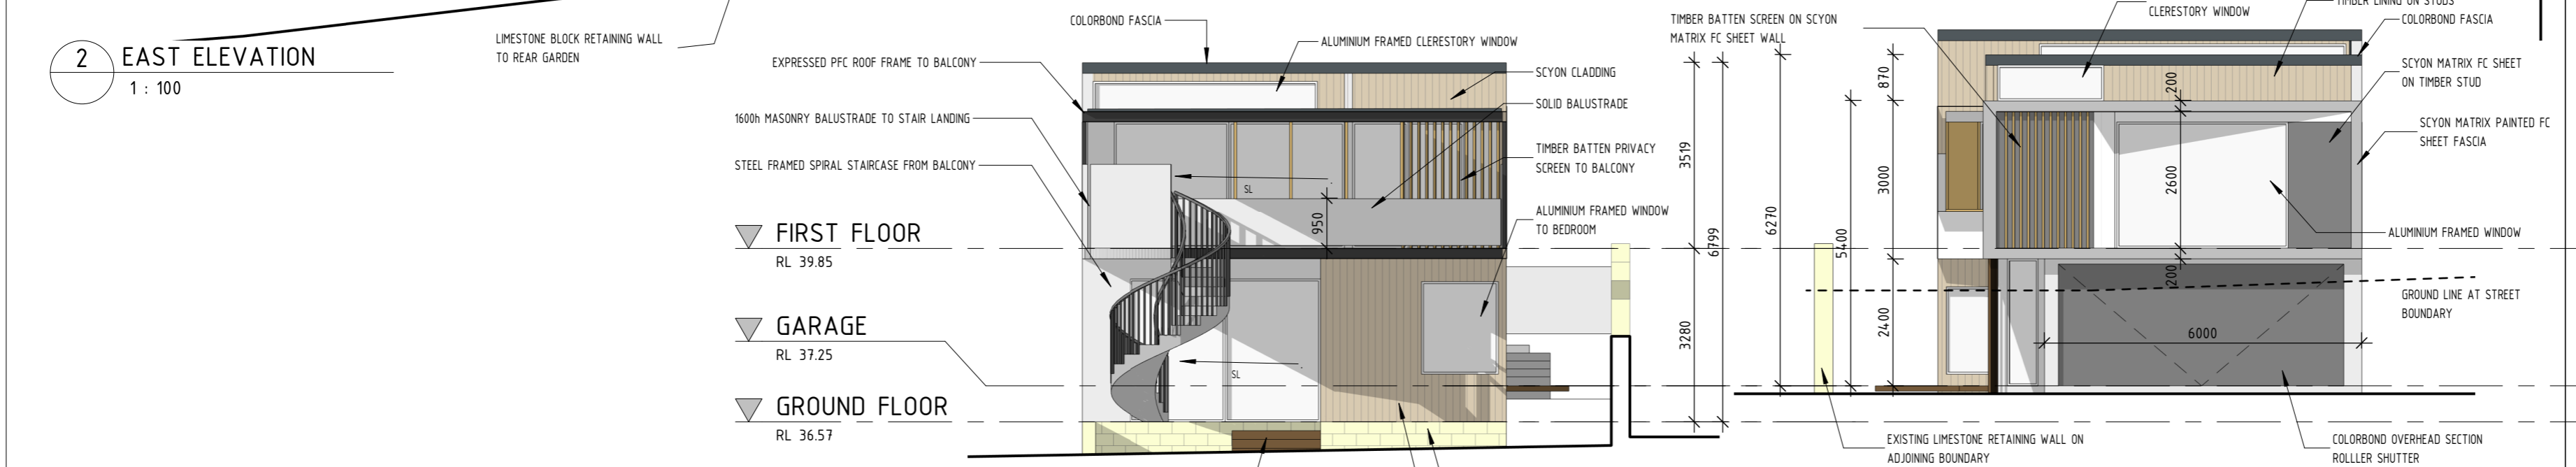 2
EAST ELEVATION
1 : 100
LIMESTONE BLOCK RETAINING WALL
TO REAR GARDEN
COLORBOND FASCIA
ALUMINIUM FRAMED CLERESTORY WINDOW
EXPRESSED PFC ROOF FRAME TO BALCONY
SCYON CLADDING
SOLID BALUSTRADE
1600h MASONRY BALUSTRADE TO STAIR LANDING
STEEL FRAMED SPIRAL STAIRCASE FROM BALCONY
TIMBER BATTEN PRIVACY
SCREEN TO BALCONY
SL
950
ALUMINIUM FRAMED WINDOW
TO BEDROOM
FIRST FLOOR
RL 39.85
GARAGE
RL 37.25
SL
GROUND FLOOR
RL 36.57
3519
3280
6799
6270
5400
870
3000
2400
TIMBER BATTEN SCREEN ON SCYON
MATRIX FC SHEET WALL
CLERESTORY WINDOW
TIMBER LINING ON STUDS
COLORBOND FASCIA
SCYON MATRIX FC SHEET
ON TIMBER STUD
SCYON MATRIX PAINTED FC
SHEET FASCIA
200
2600
200
6000
ALUMINIUM FRAMED WINDOW
GROUND LINE AT STREET
BOUNDARY
EXISTING LIMESTONE RETAINING WALL ON
ADJOINING BOUNDARY
COLORBOND OVERHEAD SECTION
ROLLLER SHUTTER